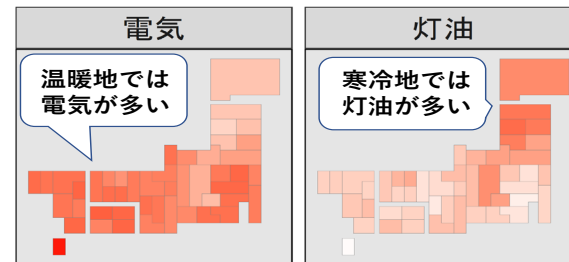 電気
温暖地では
電気が多い
灯油
寒冷地では
灯油が多い